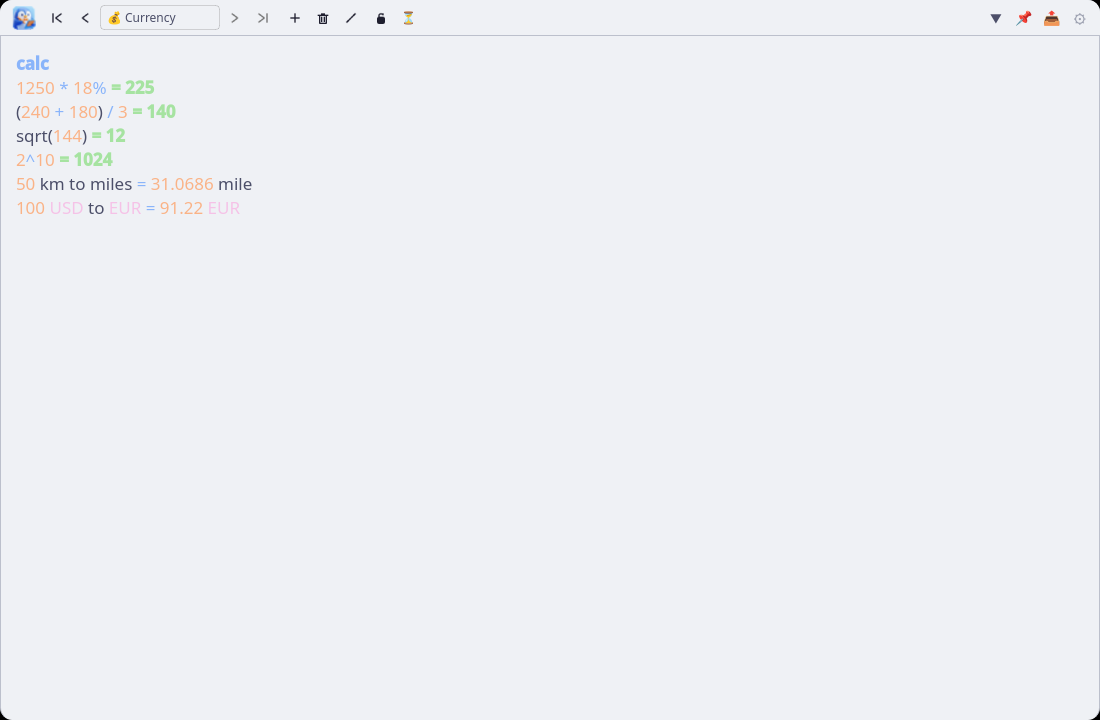 💰 Currency
calc
1250 * 18% = 225
(240 + 180) / 3 = 140
sqrt(144) = 12
2^10 = 1024
50 km to miles = 31.0686 mile
100 USD to EUR = 91.22 EUR